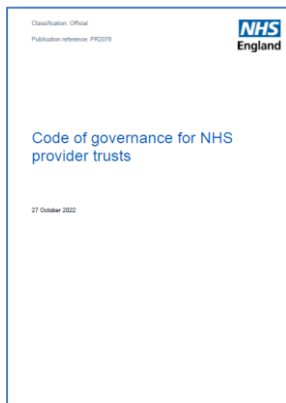 Classification: Official
Publication reference: PR2076
NHS
England
Code of governance for NHS
provider trusts
27 October 2022